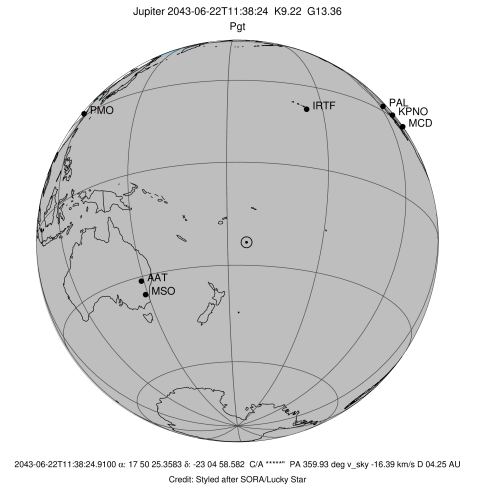 Jupiter 2043-06-22T11:38:24 K9.22 G13.36
Pgt
PMO
IRTF
PAL
KPNO
MCD
AAT
MSO
2043-06-22T11:38:24.9100 α: 17 50 25.3583 δ: -23 04 58.582 C/A *****" PA 359.93 deg v_sky -16.39 km/s D 04.25 AU
Credit: Styled after SORA/Lucky Star